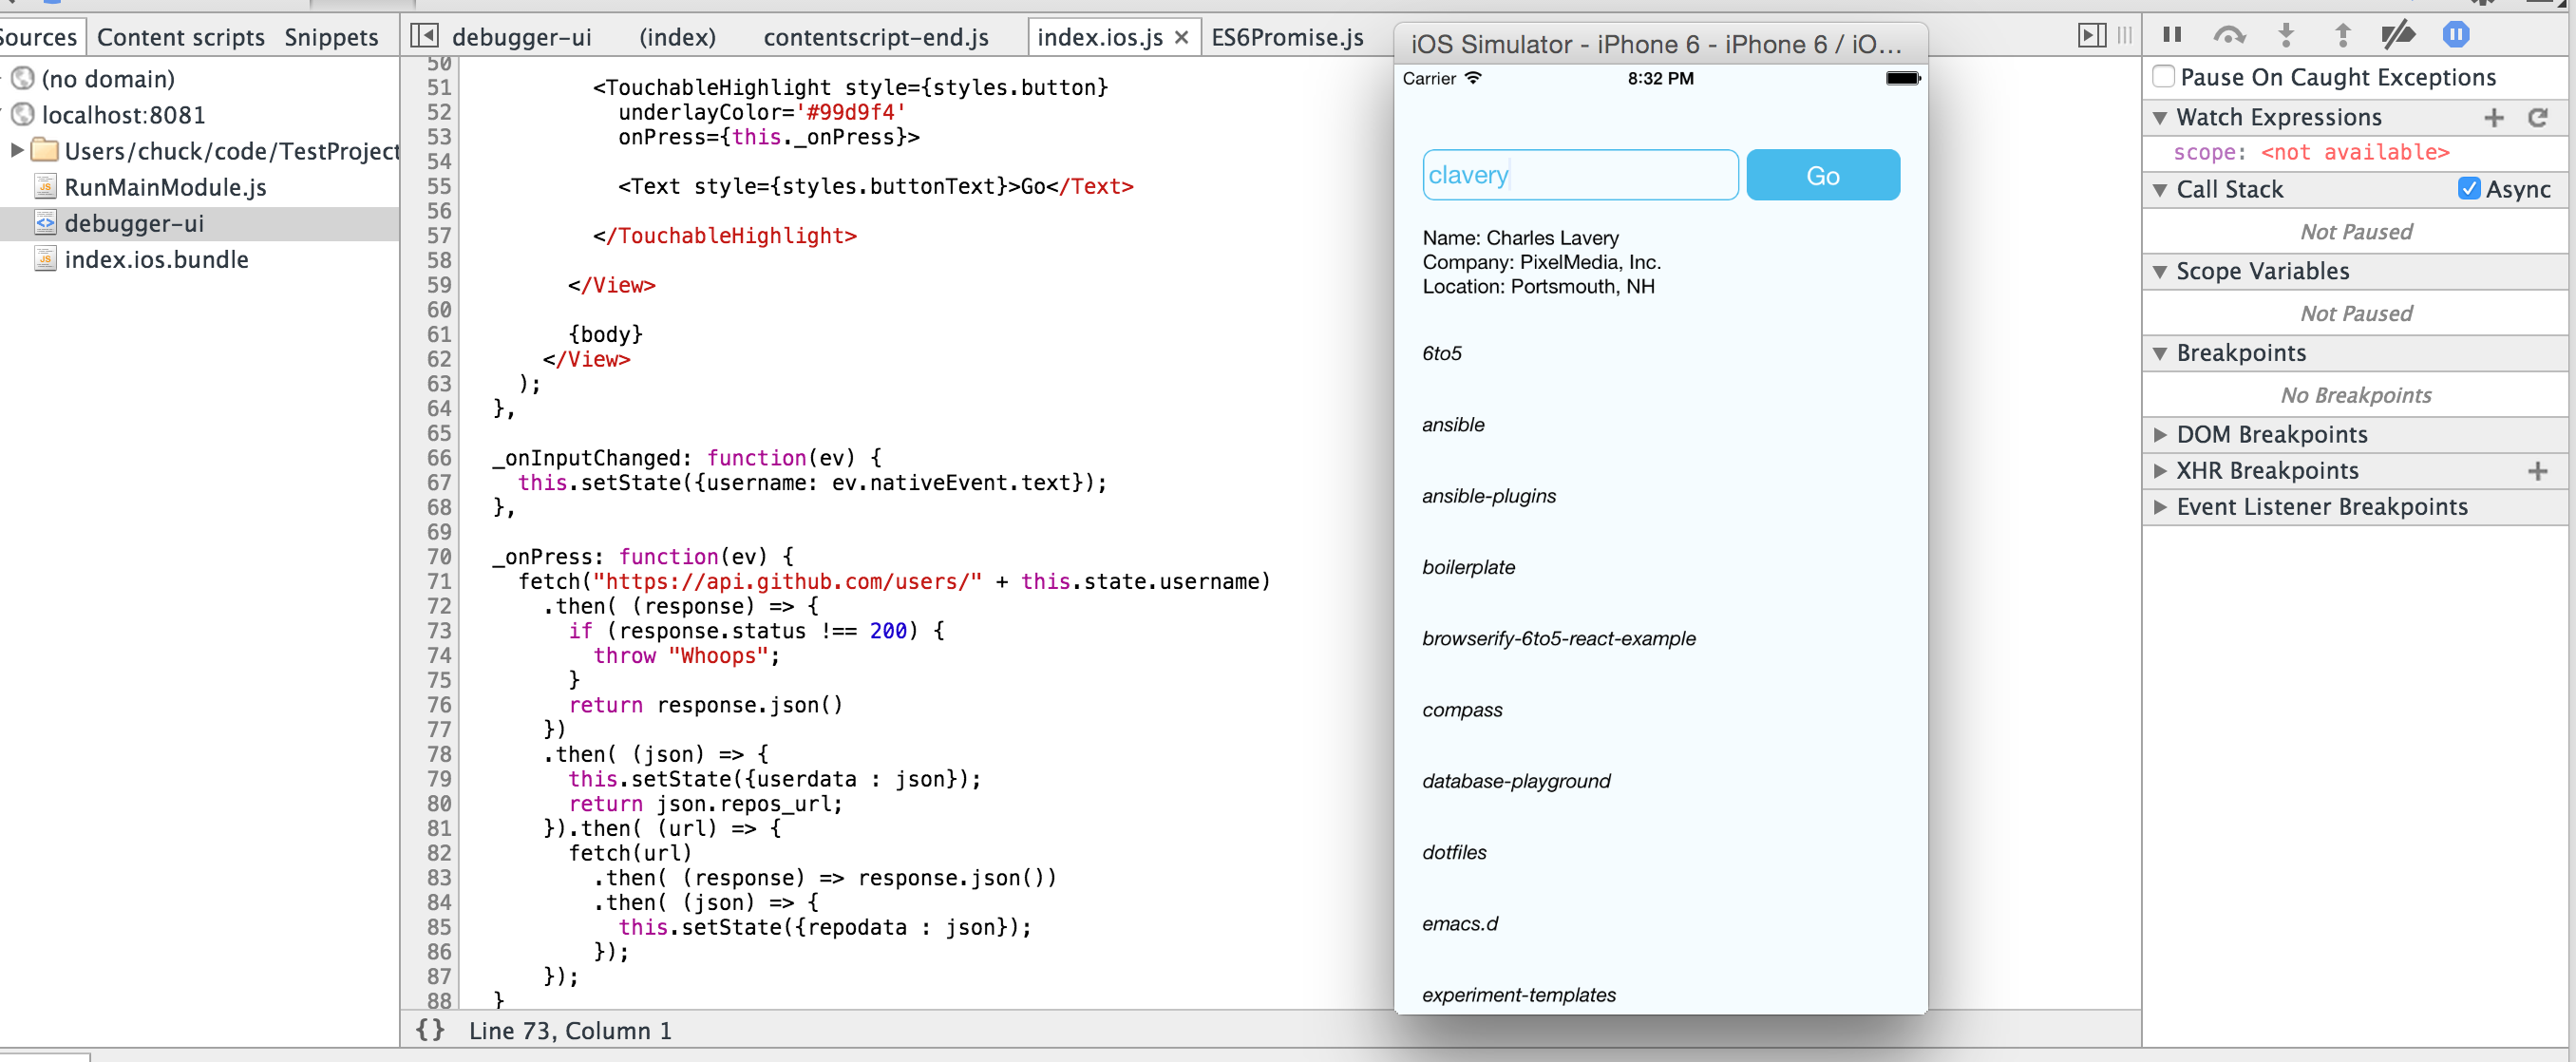 Sources Content scripts Snippets
(no domain)
localhost:8081
Users/chuck/code/TestProject
RunMainModule.js
debugger-ui
index.ios.bundle
debugger-ui (index) contentscript-end.js index.ios.js × ES6Promise.js
50
51 <TouchableHighlight style={styles.button}
52 underlayColor='#99d9f4'
53 onPress={this._onPress}>
54
55 <Text style={styles.buttonText}>Go</Text>
56
57 </TouchableHighlight>
58
59 </View>
60
61 {body}
62 </View>
63 );
64 },
65
66 _onInputChanged: function(ev) {
67 this.setState({username: ev.nativeEvent.text});
68 },
69
70 _onPress: function(ev) {
71 fetch("https://api.github.com/users/" + this.state.username)
72 .then( (response) => {
73 if (response.status !== 200) {
74 throw "Whoops";
75 }
76 return response.json()
77 })
78 .then( (json) => {
79 this.setState({userdata : json});
80 return json.repos_url;
81 }).then( (url) => {
82 fetch(url)
83 .then( (response) => response.json())
84 .then( (json) => {
85 this.setState({repodata : json});
86 });
87 });
88 }
{} Line 73, Column 1
iOS Simulator - iPhone 6 - iPhone 6 / iO...
Carrier 8:32 PM
clavery Go
Name: Charles Lavery
Company: PixelMedia, Inc.
Location: Portsmouth, NH
6to5
ansible
ansible-plugins
boilerplate
browserify-6to5-react-example
compass
database-playground
dotfiles
emacs.d
experiment-templates
Pause On Caught Exceptions
Watch Expressions
scope: <not available>
Call Stack Async
Not Paused
Scope Variables
Not Paused
Breakpoints
No Breakpoints
DOM Breakpoints
XHR Breakpoints
Event Listener Breakpoints